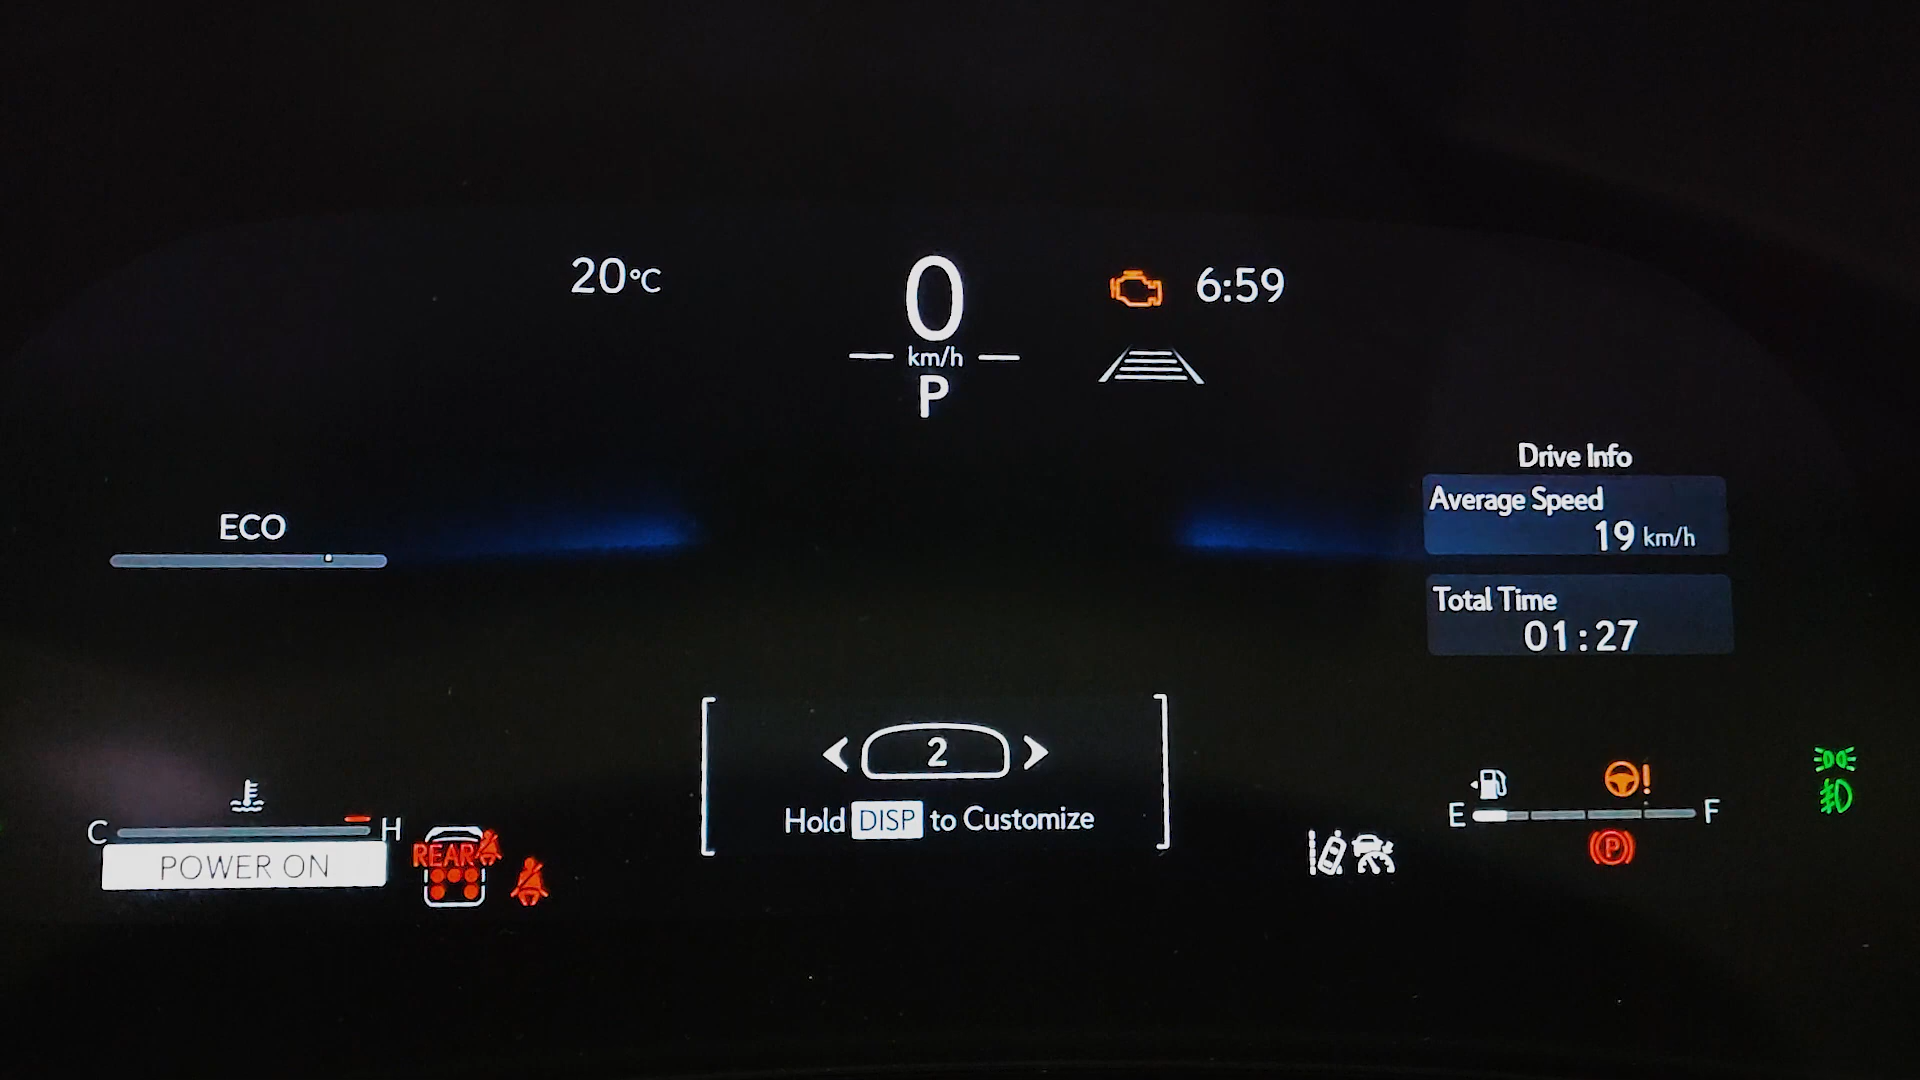 20°C
0
km/h
P
6:59
Drive Info
Average Speed
19 km/h
Total Time
01:27
ECO
< 2 >
Hold DISP to Customize
C H
POWER ON
REAR
E F
P